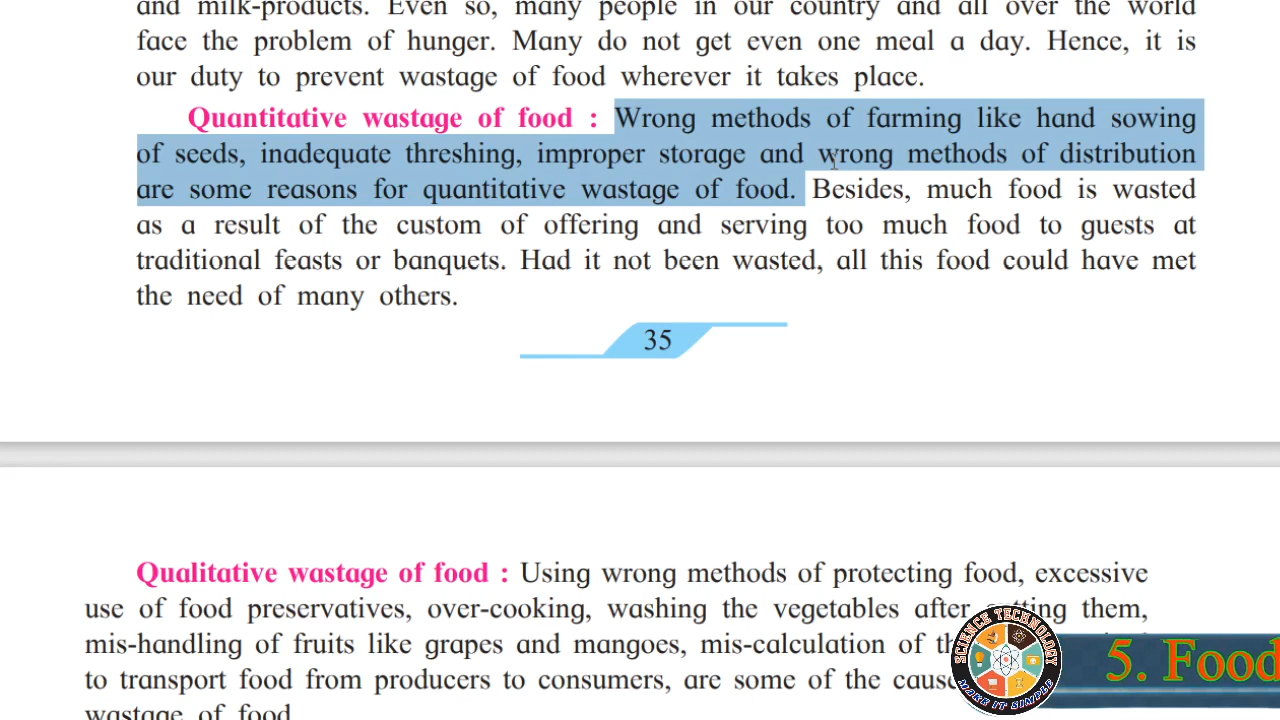 and milk-products. Even so, many people in our country and all over the world
face the problem of hunger. Many do not get even one meal a day. Hence, it is
our duty to prevent wastage of food wherever it takes place.
Quantitative wastage of food : Wrong methods of farming like hand sowing
of seeds, inadequate threshing, improper storage and wrong methods of distribution
are some reasons for quantitative wastage of food. Besides, much food is wasted
as a result of the custom of offering and serving too much food to guests at
traditional feasts or banquets. Had it not been wasted, all this food could have met
the need of many others.
35
Qualitative wastage of food : Using wrong methods of protecting food, excessive
use of food preservatives, over-cooking, washing the vegetables after them,
mis-handling of fruits like grapes and mangoes, mis-calculation of
to transport food from producers to consumers, are some of the
wastage of food
SCIENCE TECHNOLOGY
MAKE IT SIMPLE
5. Food